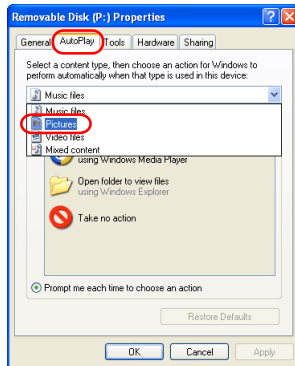 Removable Disk (P:) Properties
General AutoPlay Tools Hardware Sharing
Select a content type, then choose an action for Windows to
perform automatically when that type is used in this device:
Music files
Music files
Pictures
Video files
Mixed content
using Windows Media Player
Open folder to view files
using Windows Explorer
Take no action
Prompt me each time to choose an action
Restore Defaults
OK Cancel Apply